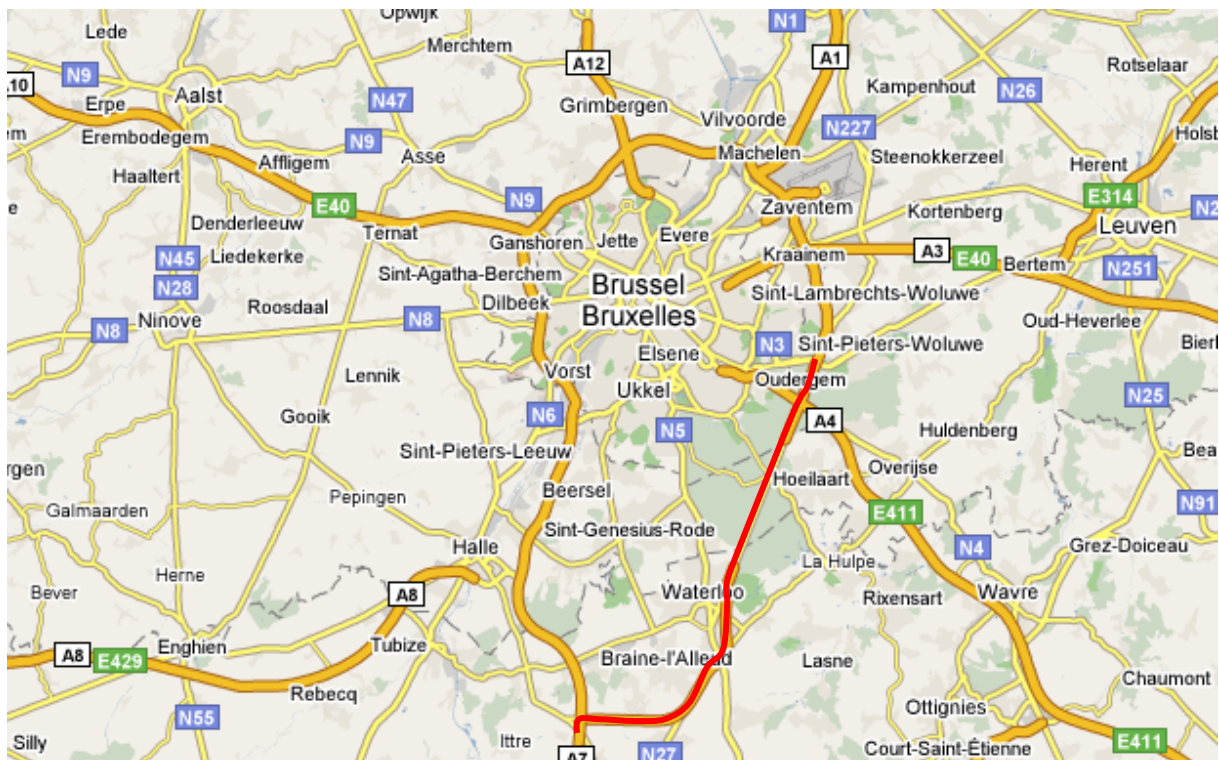 Opwijk
N1
Lede
Merchtem
A1
A12
Rotselaar
N9
Kampenhout
10
Aalst
N47
N26
Erpe
Grimbergen
Vilvoorde
N227
Erembodegem
N9
Asse
Machelen
Steenokkerzeel
Affligem
Herent
Haaltert
N9
Zaventem
E314
E40
Kortenberg
Denderleeuw
Ternat
Evere
Leuven
Ganshoren
Jette
Kraainem
A3
N45
Liedekerke
E40
Bertem
N251
Sint-Agatha-Berchem
Brussel
N28
Sint-Lambrechts-Woluwe
Roosdaal
Dilbeek
Bruxelles
Ninove
N8
N8
Oud-Heverlee
N3
Sint-Pieters-Woluwe
Elsene
Lennik
Vorst
Oudergem
Ukkel
N25
Gooik
N6
A4
N5
Huldenberg
Sint-Pieters-Leeuw
Overijse
Hoeilaart
Beersel
Pepingen
N91
Galmaarden
E411
Sint-Genesius-Rode
Halle
N4
Grez-Doiceau
La Hulpe
Herne
Bever
A8
Waterloo
Rixensart
Wavre
Enghien
Tubize
A8
E429
Braine-l'Alleud
Lasne
Chaumont
Rebecq
Ottignies
N55
Silly
Ittre
E411
A7
N27
Court-Saint-Étienne